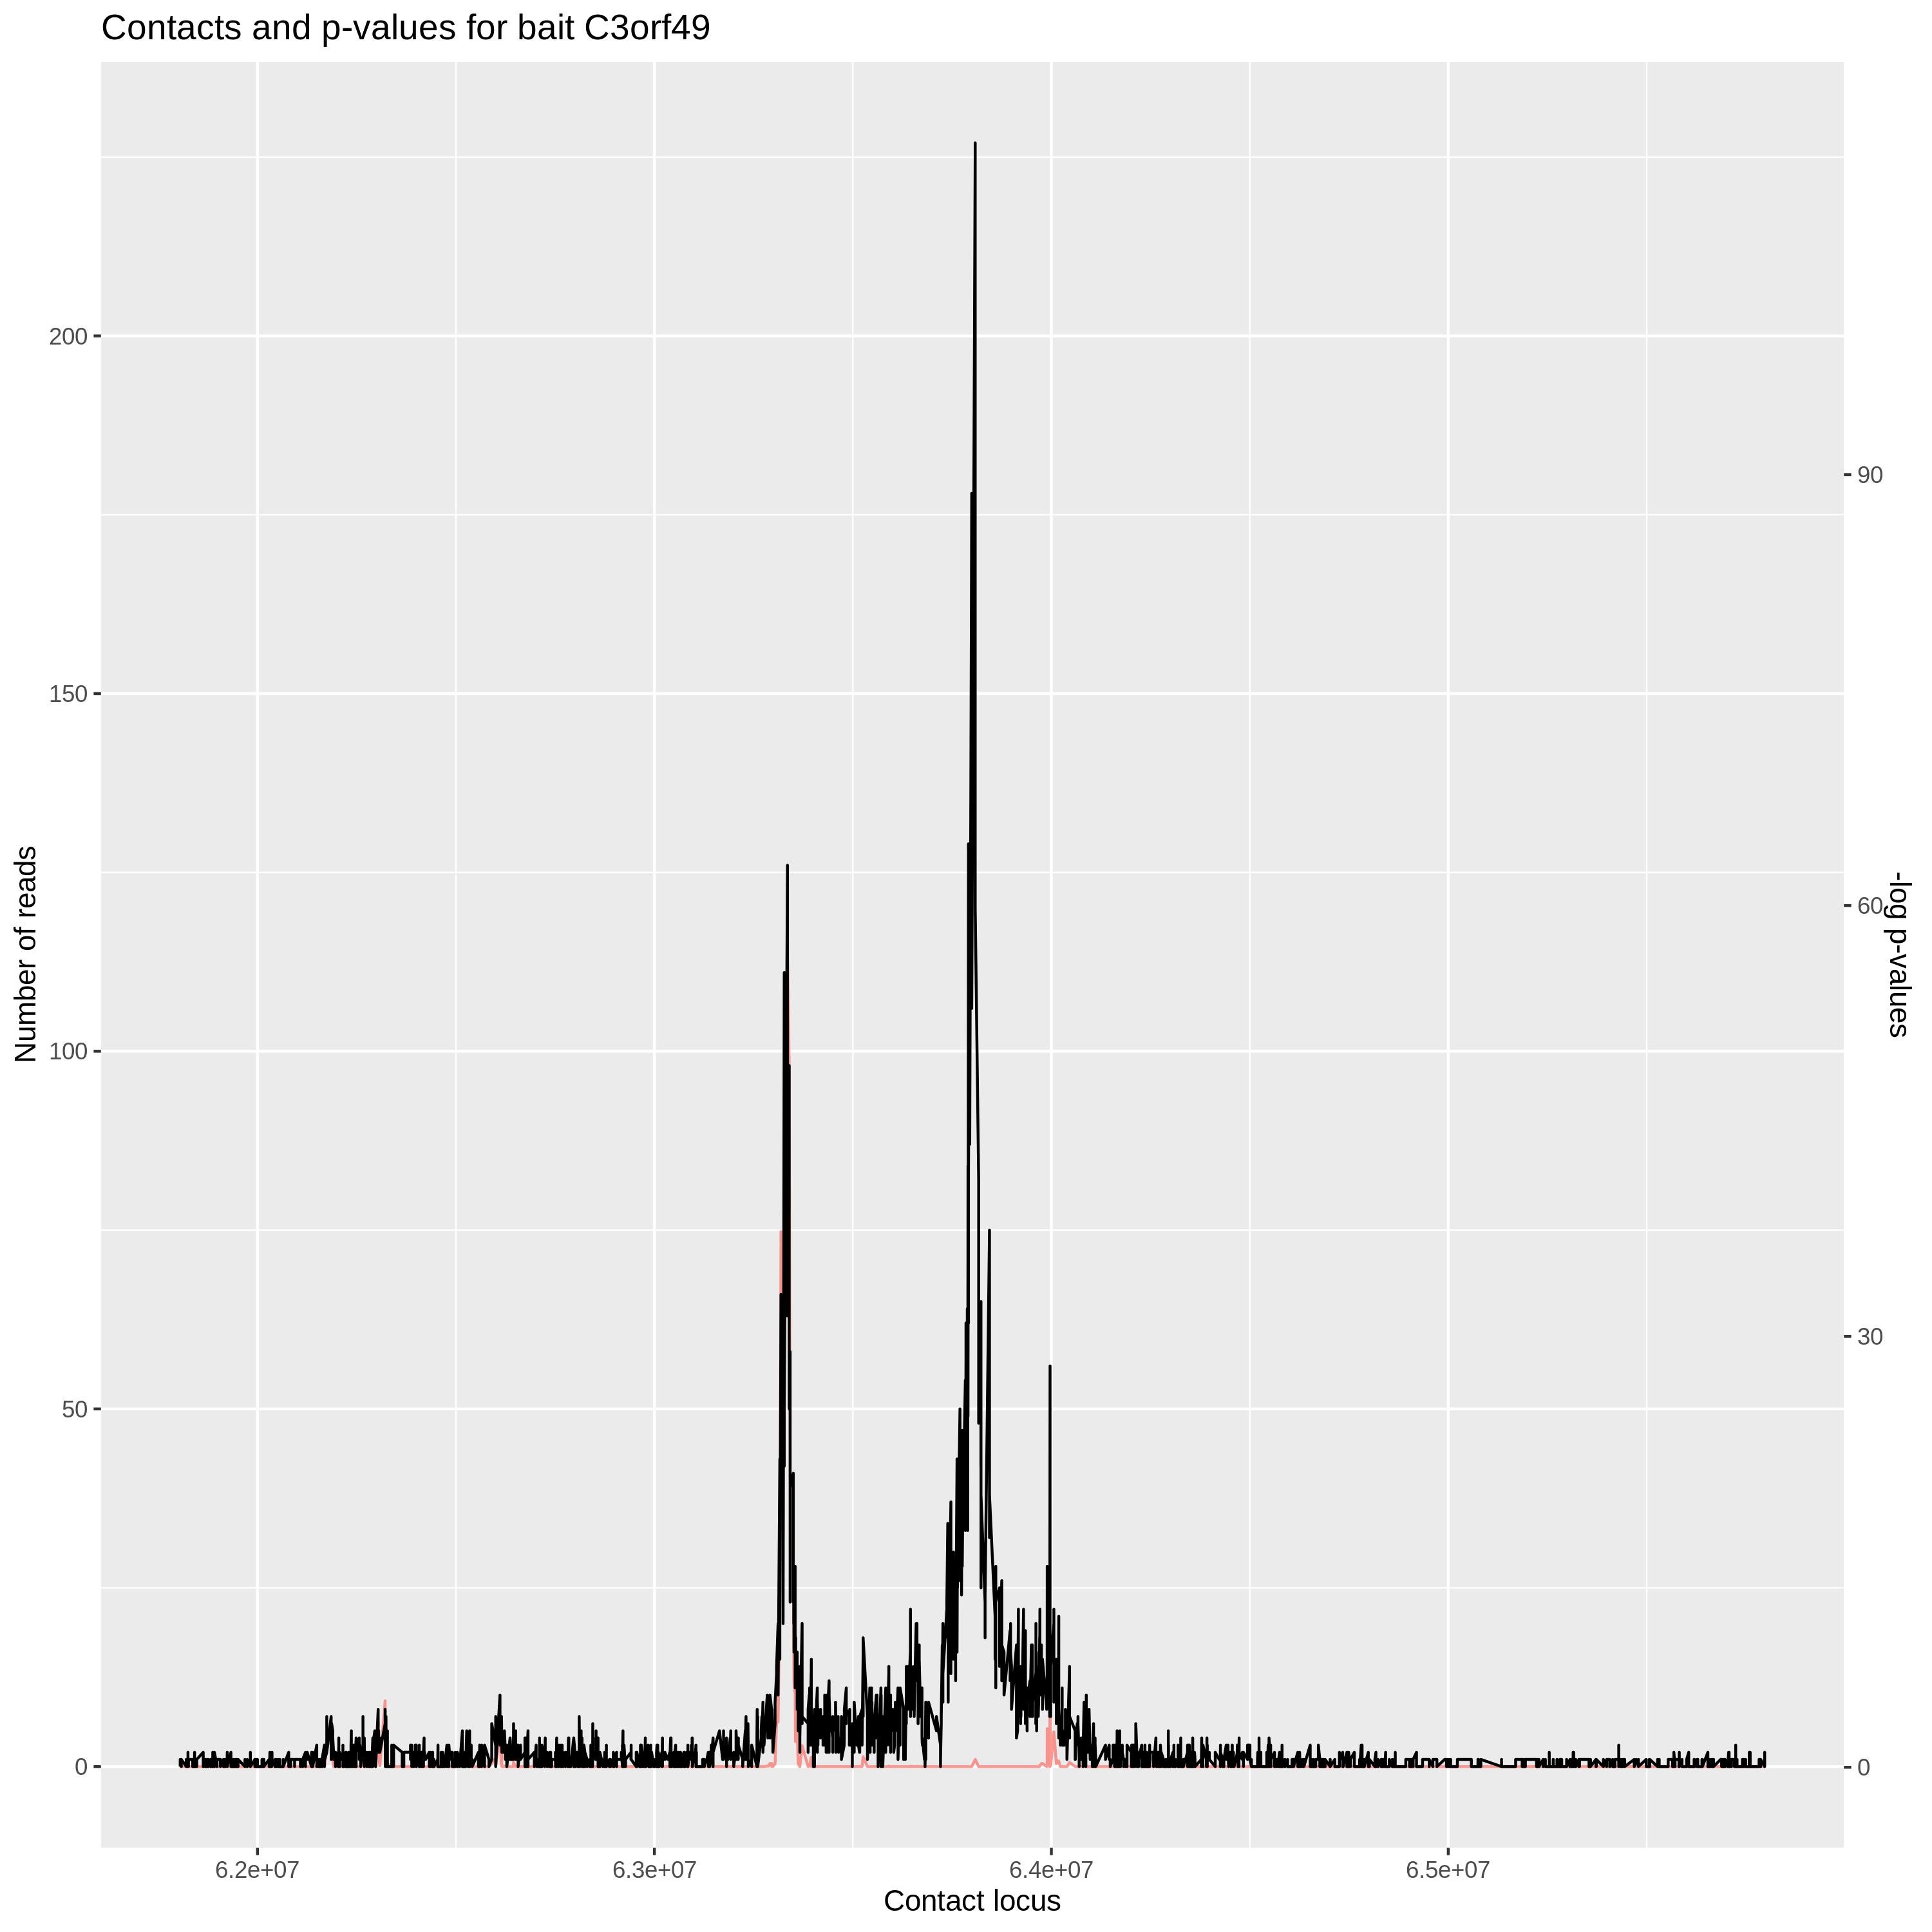 Contacts and p-values for bait C3orf49
200
150
100
50
0
Number of reads
90
60
30
0
-log p-values
6.2e+07 6.3e+07 6.4e+07 6.5e+07
Contact locus